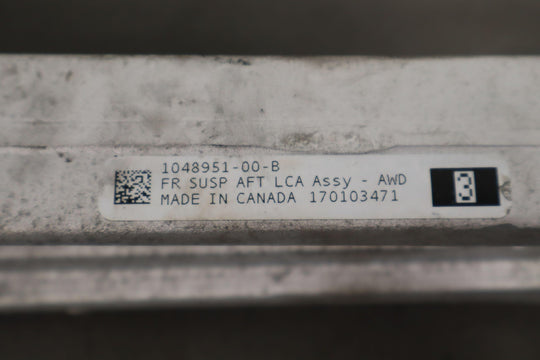 1048951-00-B
FR SUSP AFT LCA Assy - AWD
MADE IN CANADA 170103471
3